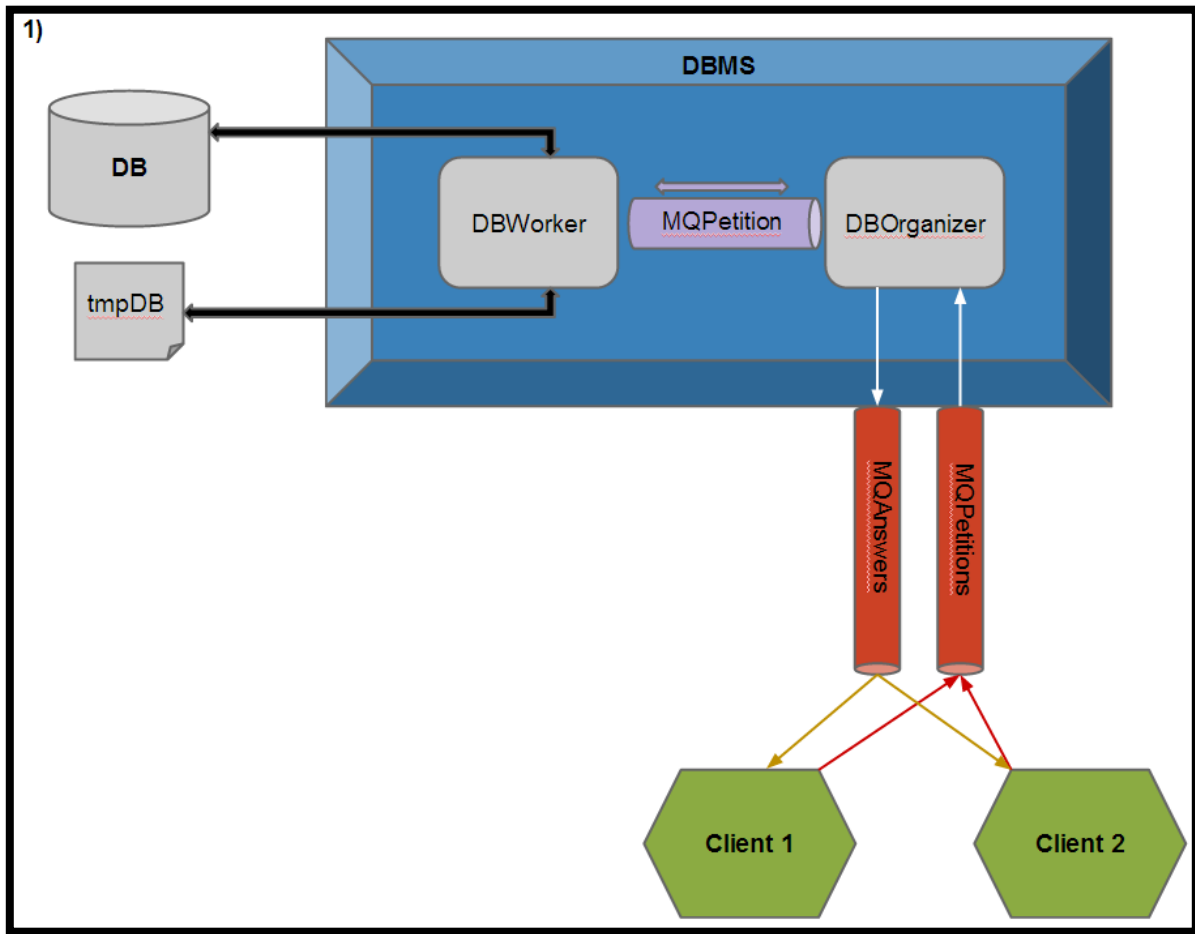 1)
DBMS
DB
DBWorker
MQPetition
DBOrganizer
tmpDB
MQAnswers
MQPetitions
Client 1
Client 2